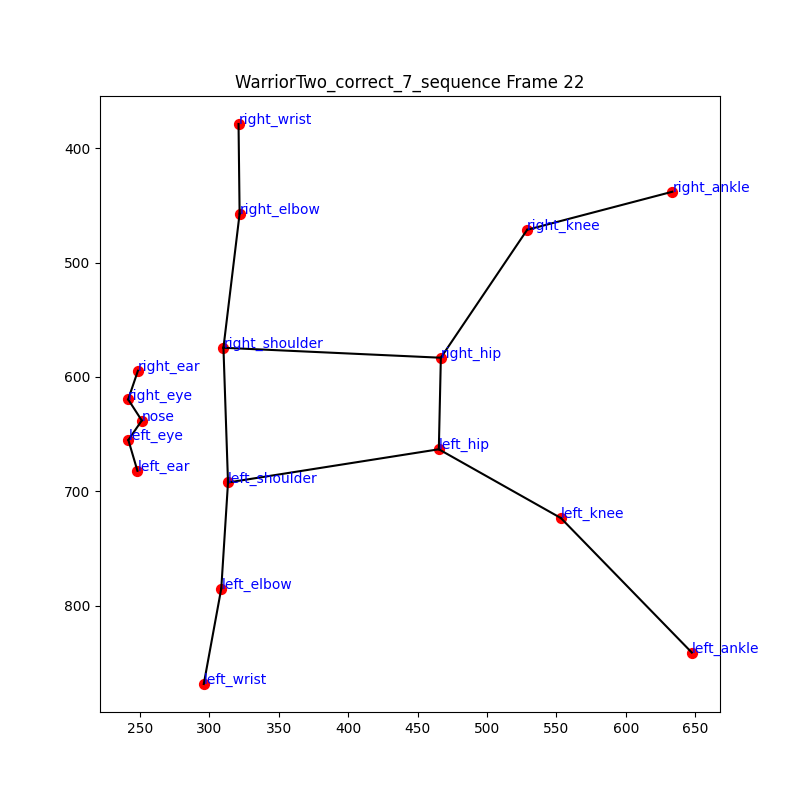 WarriorTwo_correct_7_sequence Frame 22
right_wrist
400
right_ankle
right_elbow
right_knee
500
right_shoulder
right_hip
right_ear
600
right_eye
nose
left_eye
left_hip
left_ear
left_shoulder
700
left_knee
left_elbow
800
left_ankle
left_wrist
250 300 350 400 450 500 550 600 650